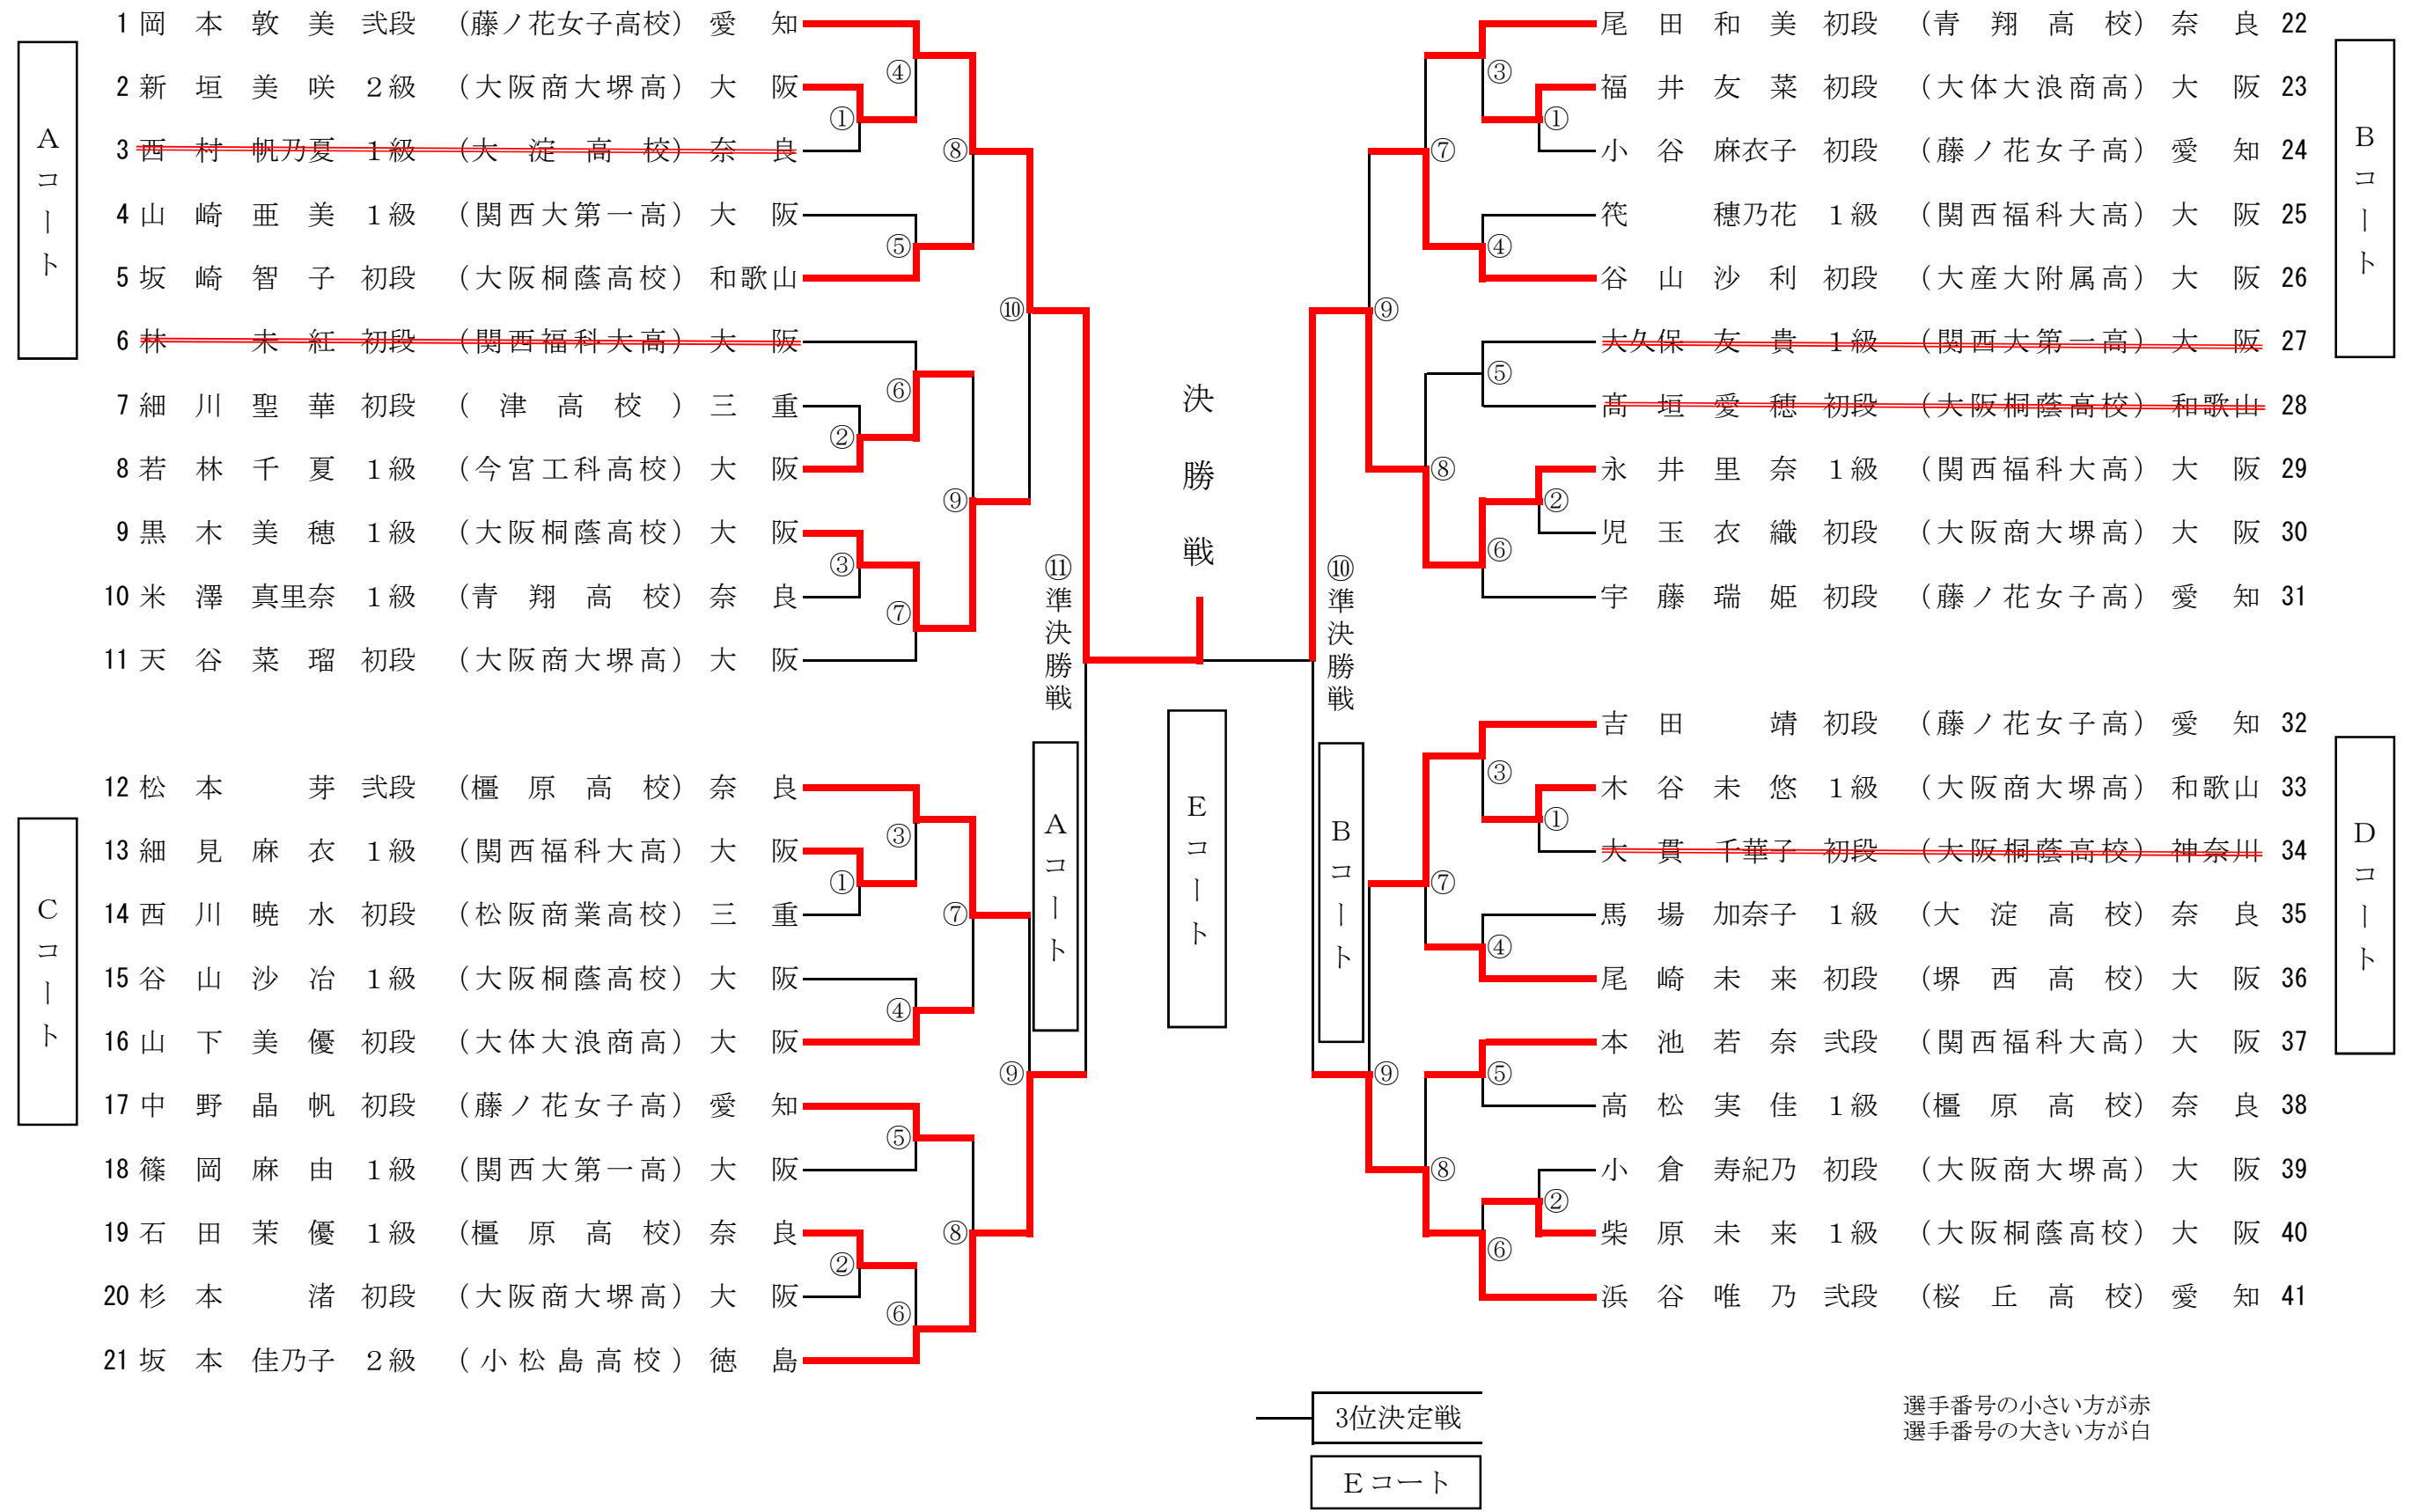 1 岡本敦美 弐段 (藤ノ花女子高校) 愛知
2 新垣美咲 2級 (大阪商大堺高) 大阪
3 西村帆乃夏 1級 (大淀高校) 奈良
4 山崎亜美 1級 (関西大第一高) 大阪
5 坂崎智子 初段 (大阪桐蔭高校) 和歌山
6 林未紅 初段 (関西福科大高) 大阪
7 細川聖華 初段 (津高校) 三重
8 若林千夏 1級 (今宮工科高校) 大阪
9 黒木美穂 1級 (大阪桐蔭高校) 大阪
10 米澤真里奈 1級 (青翔高校) 奈良
11 天谷菜瑠 初段 (大阪商大堺高) 大阪
Aコート
④
①
⑧
⑤
⑩
⑥
②
⑨
③
⑦
12 松本芽 弐段 (橿原高校) 奈良
13 細見麻衣 1級 (関西福科大高) 大阪
14 西川暁水 初段 (松阪商業高校) 三重
15 谷山沙冶 1級 (大阪桐蔭高校) 大阪
16 山下美優 初段 (大体大浪商高) 大阪
17 中野晶帆 初段 (藤ノ花女子高) 愛知
18 篠岡麻由 1級 (関西大第一高) 大阪
19 石田茉優 1級 (橿原高校) 奈良
20 杉本渚 初段 (大阪商大堺高) 大阪
21 坂本佳乃子 2級 (小松島高校) 徳島
Cコート
③
①
⑦
④
⑨
⑤
⑧
②
⑥
決勝戦
⑪準決勝戦
⑩準決勝戦
Aコート
Eコート
Bコート
尾田和美 初段 (青翔高校) 奈良 22
福井友菜 初段 (大体大浪商高) 大阪 23
小谷麻衣子 初段 (藤ノ花女子高) 愛知 24
筏穂乃花 1級 (関西福科大高) 大阪 25
谷山沙利 初段 (大産大附属高) 大阪 26
大久保友貴 1級 (関西大第一高) 大阪 27
髙垣愛穂 初段 (大阪桐蔭高校) 和歌山 28
永井里奈 1級 (関西福科大高) 大阪 29
児玉衣織 初段 (大阪商大堺高) 大阪 30
宇藤瑞姫 初段 (藤ノ花女子高) 愛知 31
Bコート
③
①
⑦
④
⑨
⑤
⑧
②
⑥
吉田靖 初段 (藤ノ花女子高) 愛知 32
木谷未悠 1級 (大阪商大堺高) 和歌山 33
大貫千華子 初段 (大阪桐蔭高校) 神奈川 34
馬場加奈子 1級 (大淀高校) 奈良 35
尾崎未来 初段 (堺西高校) 大阪 36
本池若奈 弐段 (関西福科大高) 大阪 37
高松実佳 1級 (橿原高校) 奈良 38
小倉寿紀乃 初段 (大阪商大堺高) 大阪 39
柴原未来 1級 (大阪桐蔭高校) 大阪 40
浜谷唯乃 弐段 (桜丘高校) 愛知 41
Dコート
③
①
⑦
④
⑨
⑤
⑧
②
⑥
3位決定戦
Eコート
選手番号の小さい方が赤
選手番号の大きい方が白